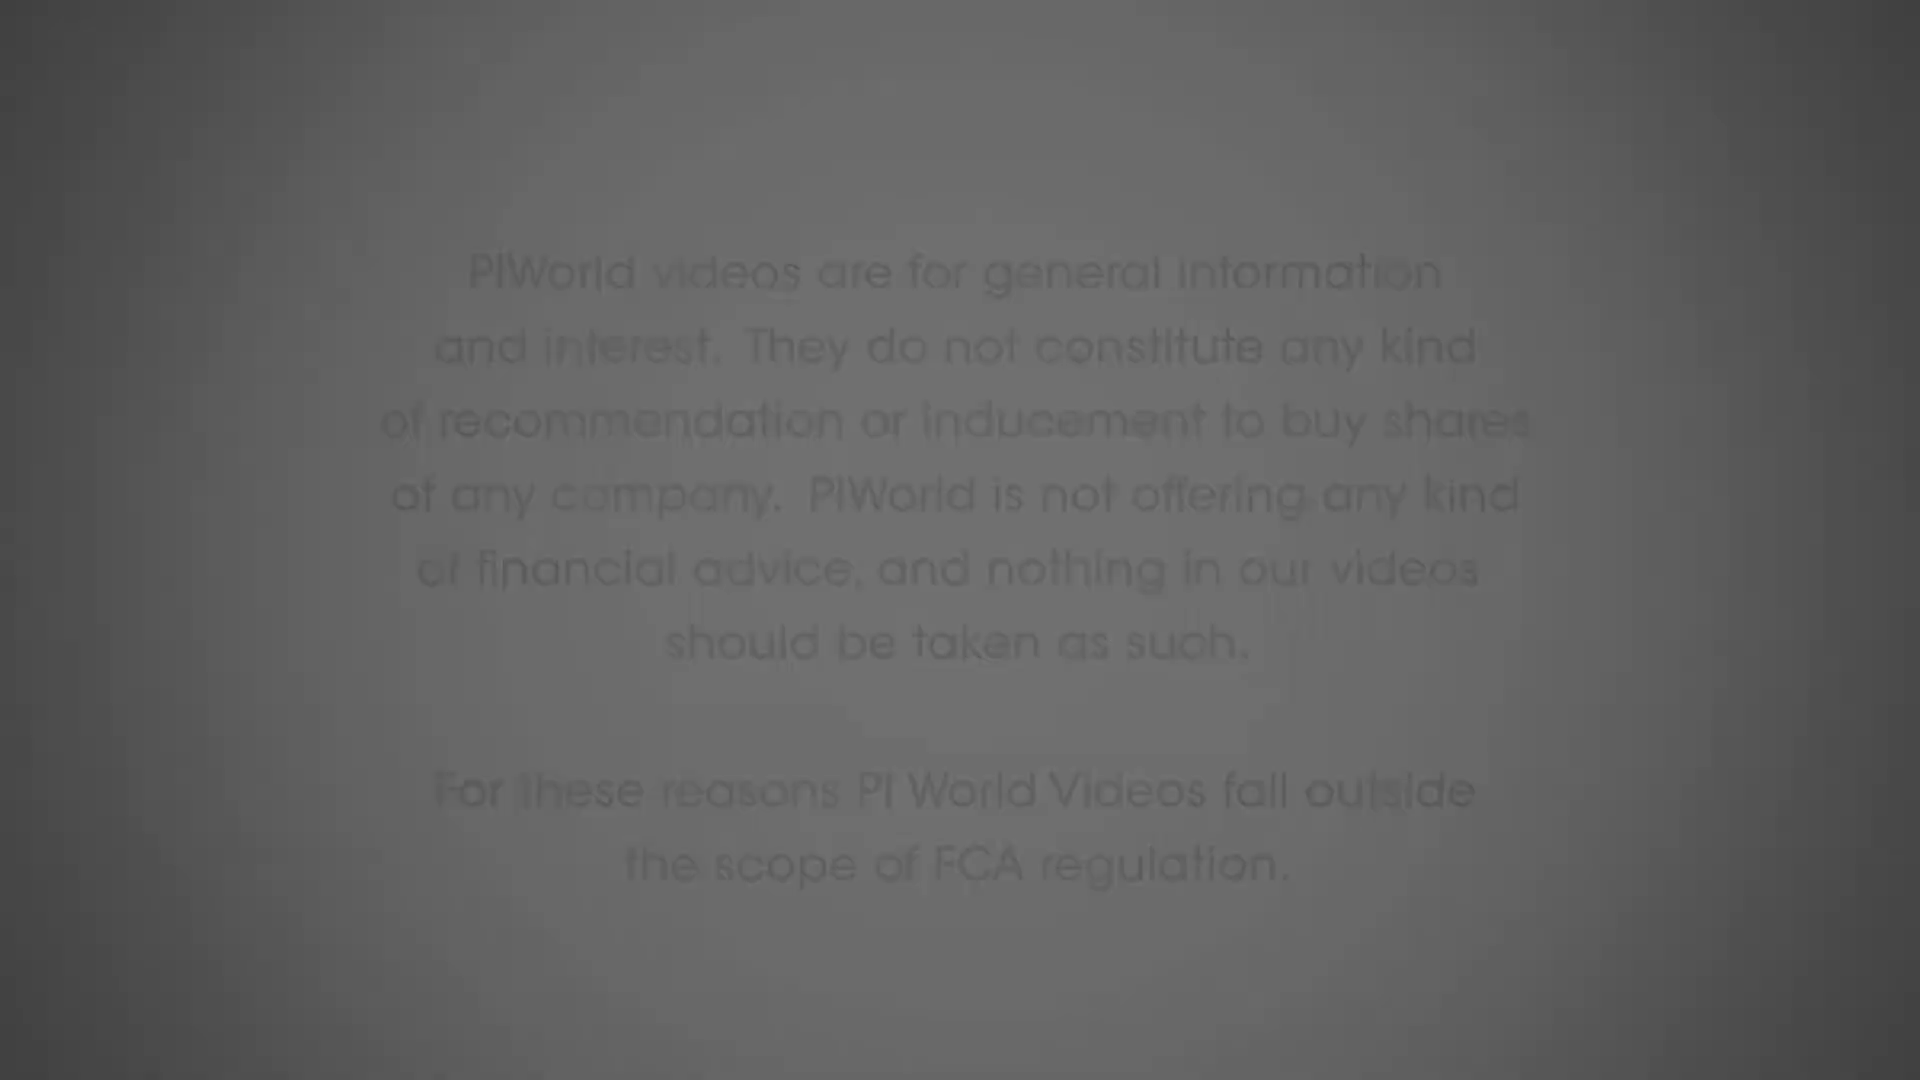 PIWorld videos are for general information
and interest.  They do not constitute any kind
of recommendation or inducement to buy shares
of any company.  PIWorld is not offering any kind
of financial advice, and nothing in our videos
should be taken as such.
For these reasons PI World Videos fall outside
the scope of FCA regulation.